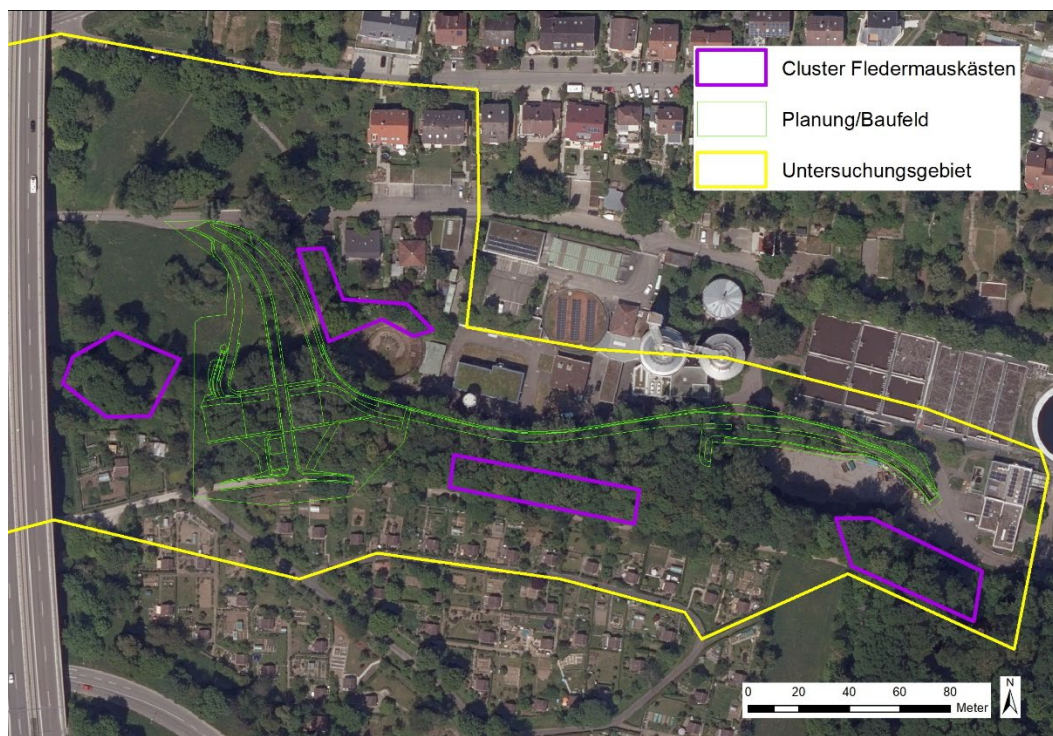 Cluster Fledermauskästen
Planung/Baufeld
Untersuchungsgebiet
0 20 40 60 80
Meter
N